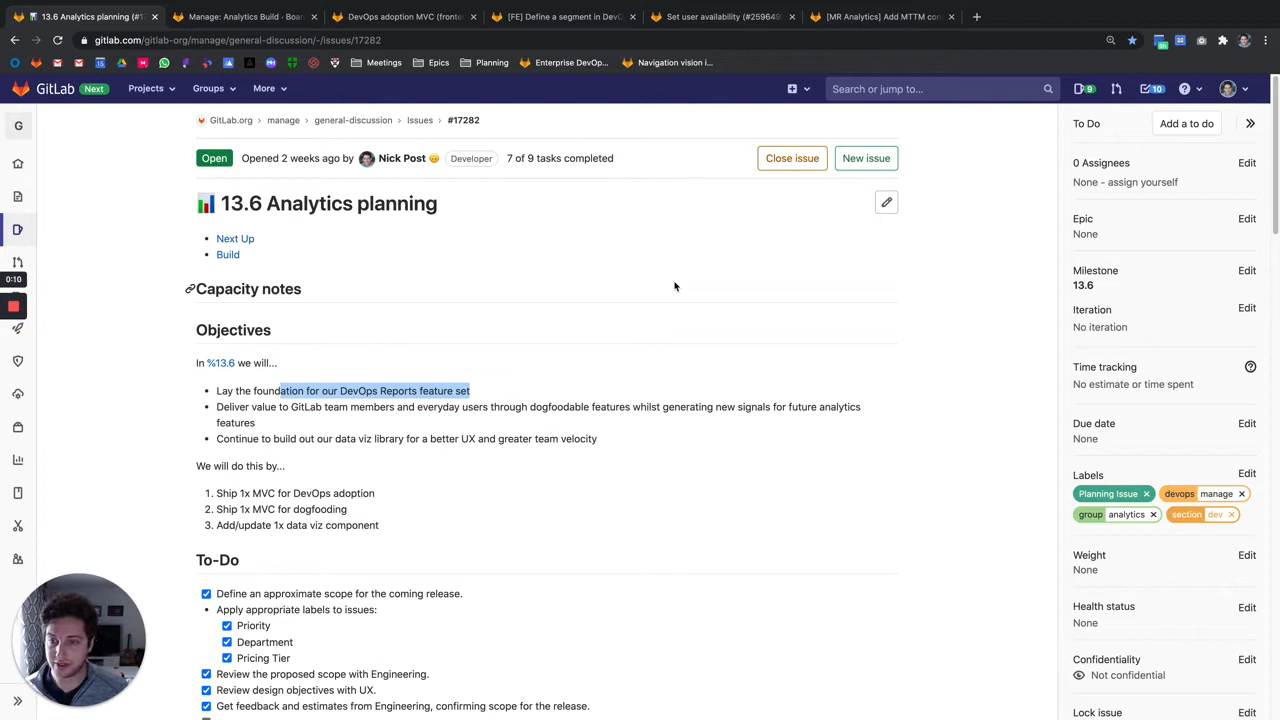 📊 13.6 Analytics planning (#1
Manage: Analytics Build · Boar
DevOps adoption MVC (fronte
[FE] Define a segment in DevO
Set user availability (#259649)
[MR Analytics] Add MTTM con
gitlab.com/gitlab-org/manage/general-discussion/-/issues/17282
Meetings
Epics
Planning
Enterprise DevOp...
Navigation vision i...
GitLab Next
Projects
Groups
More
Search or jump to...
9
10
G
GitLab.org > manage > general-discussion > Issues > #17282
To Do
Add a to do
Open
Opened 2 weeks ago by Nick Post
Developer
7 of 9 tasks completed
Close issue
New issue
0 Assignees
Edit
None - assign yourself
📊 13.6 Analytics planning
Epic
Edit
None
• Next Up
• Build
Milestone
Edit
13.6
0:10
Capacity notes
Iteration
Edit
No iteration
Objectives
In %13.6 we will...
Time tracking
No estimate or time spent
• Lay the foundation for our DevOps Reports feature set
• Deliver value to GitLab team members and everyday users through dogfoodable features whilst generating new signals for future analytics
features
• Continue to build out our data viz library for a better UX and greater team velocity
Due date
Edit
None
We will do this by...
Labels
Edit
Planning Issue
devops manage
group analytics
section dev
1. Ship 1x MVC for DevOps adoption
2. Ship 1x MVC for dogfooding
3. Add/update 1x data viz component
To-Do
Weight
Edit
None
Define an approximate scope for the coming release.
• Apply appropriate labels to issues:
Priority
Department
Pricing Tier
Health status
Edit
None
Review the proposed scope with Engineering.
Review design objectives with UX.
Get feedback and estimates from Engineering, confirming scope for the release.
Confidentiality
Edit
Not confidential
Lock issue
Edit